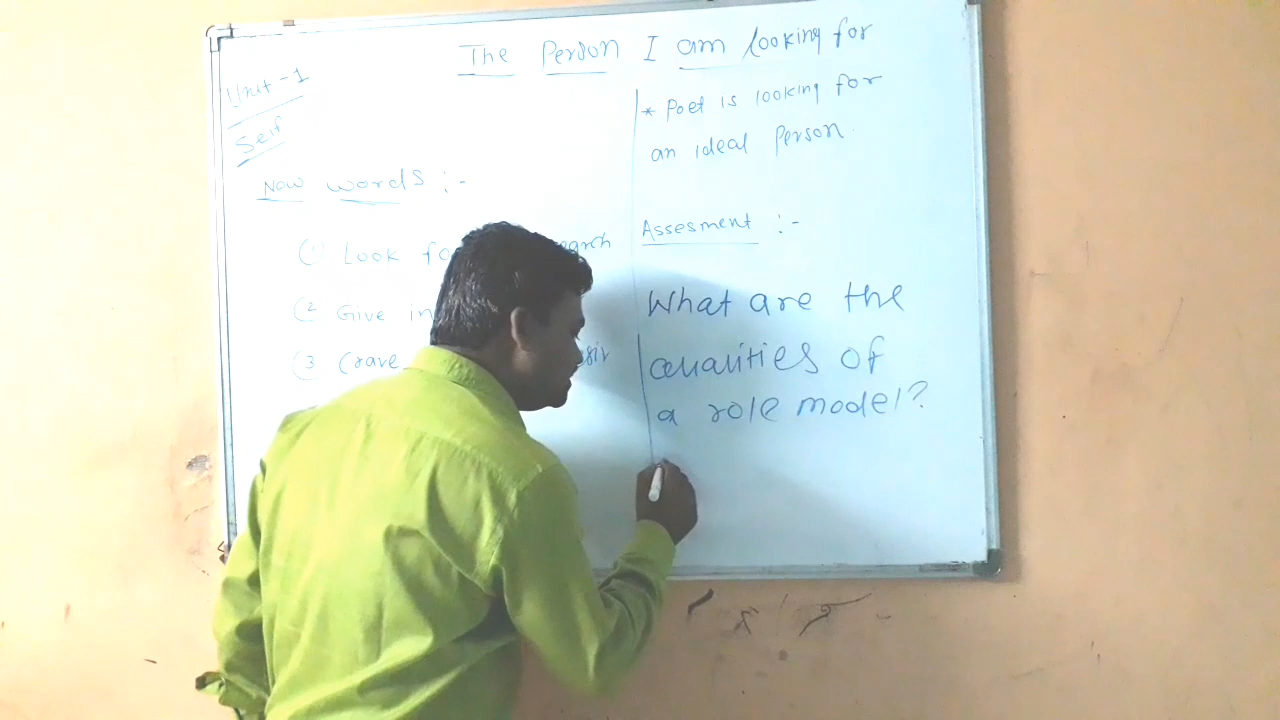 The Person I am looking for
Unit-1
Self
New words :-
(1) Look fo
(2) Give in
(3) Crave
* Poet is looking for
an ideal Person.
Assesment :-
What are the
qualities of
a role model?